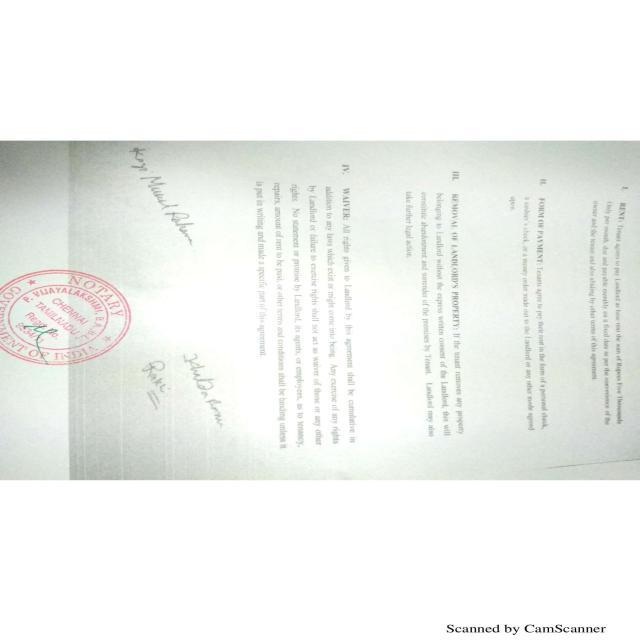 I. RENT: Tenant agrees to pay Landlord as base rent the sum of Rupees Five Thousands
Only per month, due and payable monthly on a fixed date as per the convenience of the
owner and the tenant and also abiding by other terms of this agreement.
II. FORM OF PAYMENT: Tenants agree to pay their rent in the form of a personal check,
a cashier's check, or a money order made out to the Landlord or any other mode agreed
upon.
III. REMOVAL OF LANDLORD'S PROPERTY: If the tenant removes any property
belonging to Landlord without the express written consent of the Landlord, this will
constitute abandonment and surrender of the premises by Tenant. Landlord may also
take further legal action.
IV. WAIVER: All rights given to Landlord by this agreement shall be cumulative in
addition to any laws which exist or might come into being. Any exercise of any rights
by Landlord or failure to exercise rights shall not act as waiver of those or any other
rights. No statement or promise by Landlord, its agents, or employees, as to tenancy,
repairs, amount of rent to be paid, or other terms and conditions shall be binding unless it
is put in writing and made a specific part of this agreement.
NOTARY
P. VIJAYALAKSHMI
CHENNAI
TAMILNADU
GOVERNMENT OF INDIA
Scanned by CamScanner